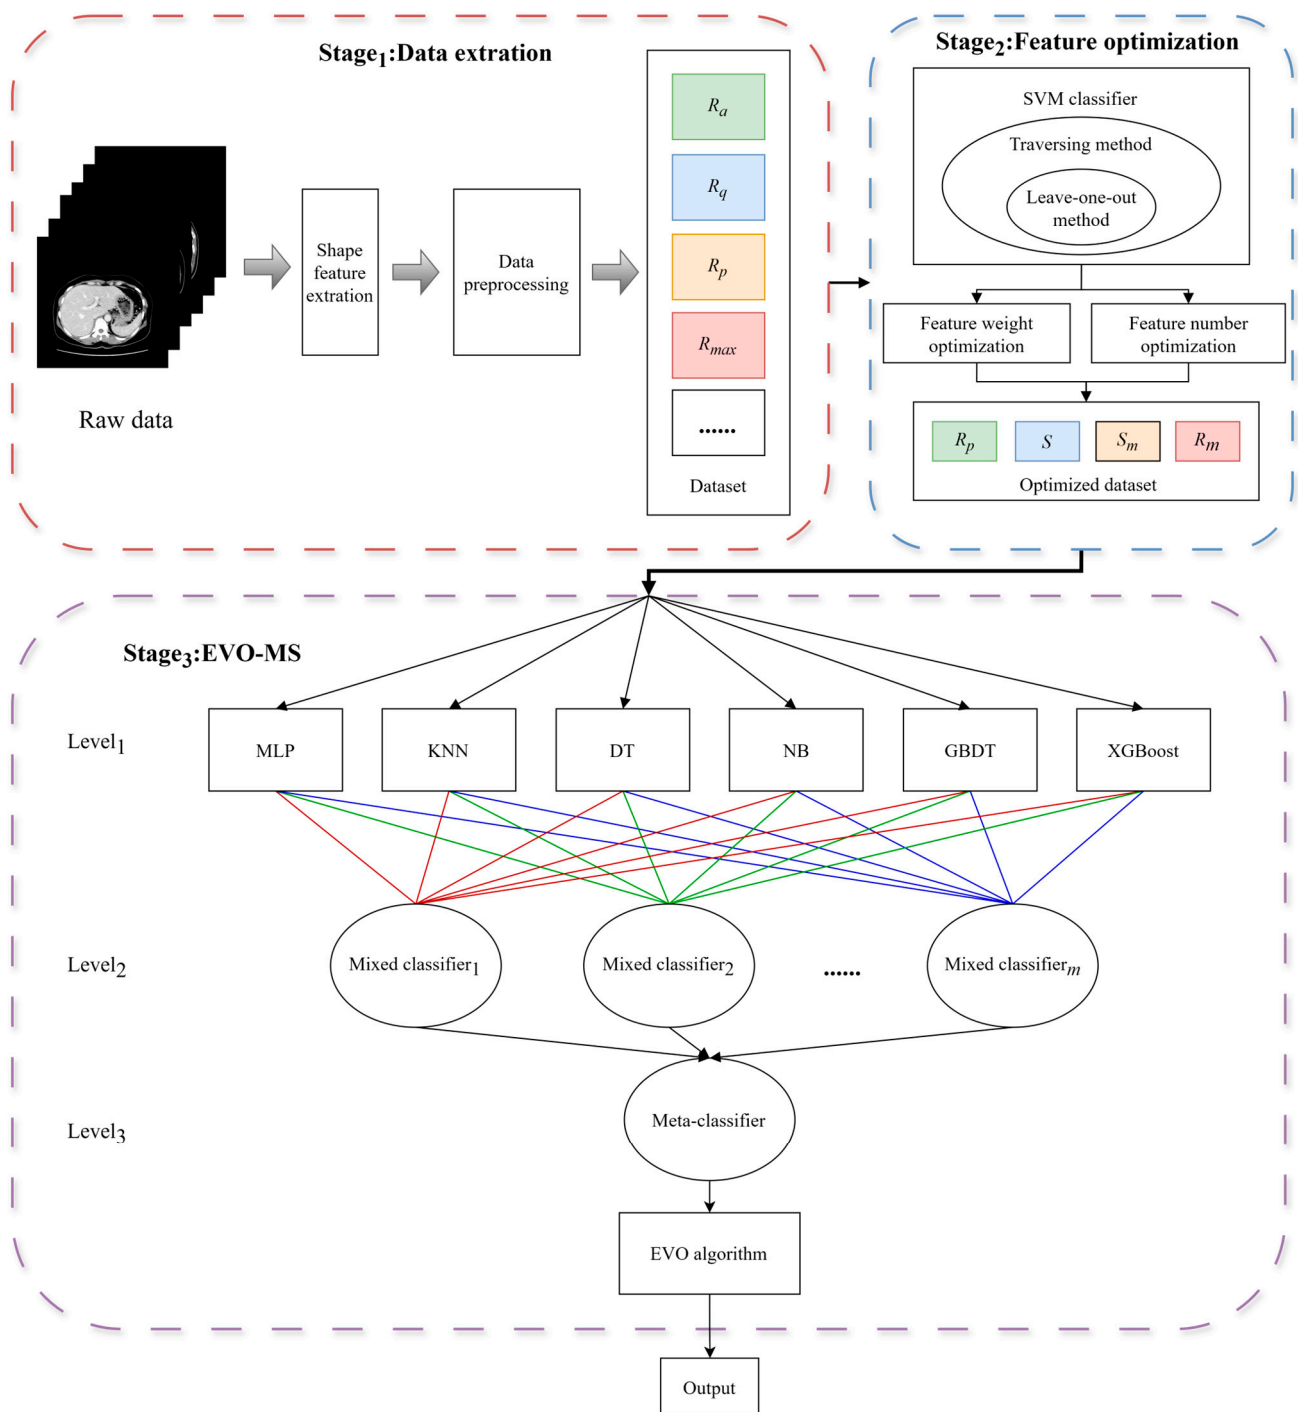 Stage1:Data extration
Raw data
Shape
feature
extration
Data
preprocessing
Ra
Rq
Rp
Rmax
......
Dataset
Stage2:Feature optimization
SVM classifier
Traversing method
Leave-one-out
method
Feature weight
optimization
Feature number
optimization
Rp
S
Sm
Rm
Optimized dataset
Stage3:EVO-MS
Level1
MLP
KNN
DT
NB
GBDT
XGBoost
Level2
Mixed classifier1
Mixed classifier2
......
Mixed classifierm
Level3
Meta-classifier
EVO algorithm
Output